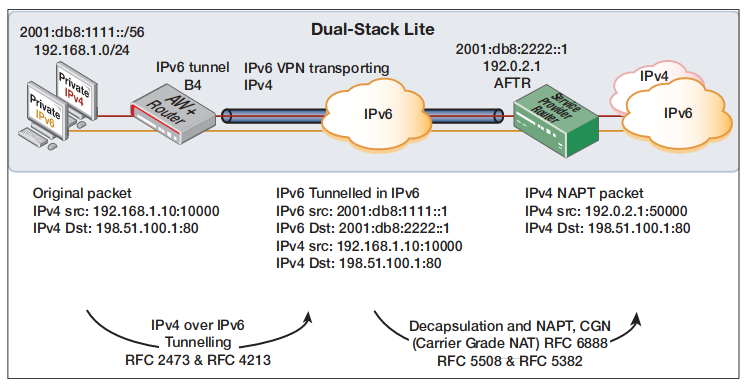 Dual-Stack Lite
2001:db8:1111::/56
192.168.1.0/24
Private
IPv4
Private
IPv6
IPv6 tunnel
B4
AW+
Router
IPv6 VPN transporting
IPv4
IPv6
2001:db8:2222::1
192.0.2.1
AFTR
Service
Provider
Router
IPv4
IPv6
Original packet
IPv4 src: 192.168.1.10:10000
IPv4 Dst: 198.51.100.1:80
IPv6 Tunnelled in IPv6
IPv6 src: 2001:db8:1111::1
IPv6 Dst: 2001:db8:2222::1
IPv4 src: 192.168.1.10:10000
IPv4 Dst: 198.51.100.1:80
IPv4 NAPT packet
IPv4 src: 192.0.2.1:50000
IPv4 Dst: 198.51.100.1:80
IPv4 over IPv6
Tunnelling
RFC 2473 & RFC 4213
Decapsulation and NAPT, CGN
(Carrier Grade NAT) RFC 6888
RFC 5508 & RFC 5382